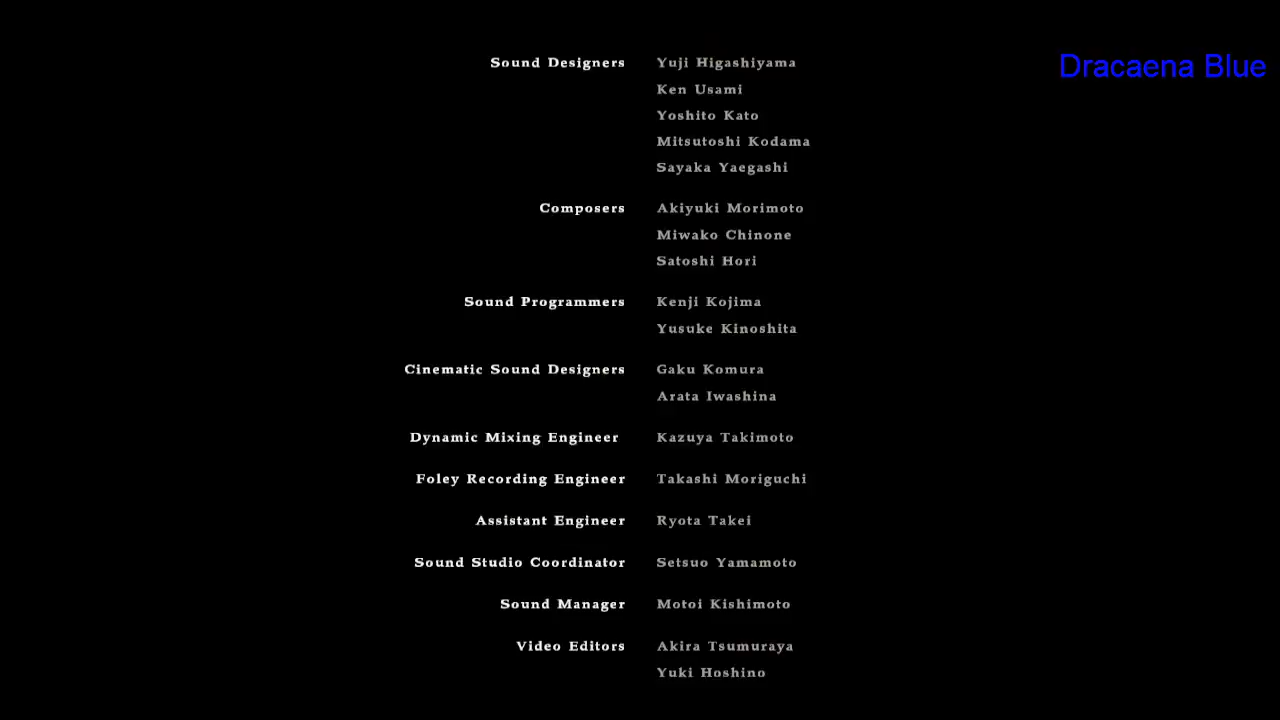 Dracaena Blue
Sound Designers Yuji Higashiyama
Ken Usami
Yoshito Kato
Mitsutoshi Kodama
Sayaka Yaegashi
Composers Akiyuki Morimoto
Miwako Chinone
Satoshi Hori
Sound Programmers Kenji Kojima
Yusuke Kinoshita
Cinematic Sound Designers Gaku Komura
Arata Iwashina
Dynamic Mixing Engineer Kazuya Takimoto
Foley Recording Engineer Takashi Moriguchi
Assistant Engineer Ryota Takei
Sound Studio Coordinator Setsuo Yamamoto
Sound Manager Motoi Kishimoto
Video Editors Akira Tsumuraya
Yuki Hoshino